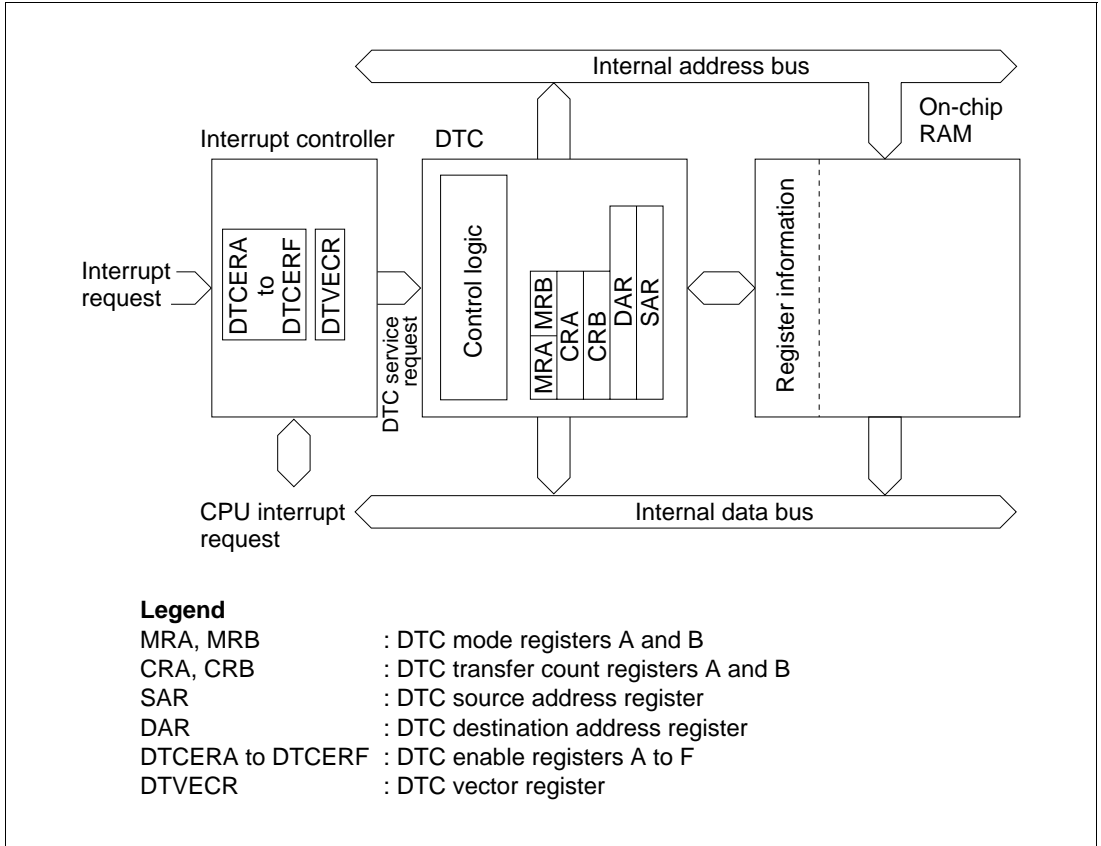 Internal address bus
On-chip
RAM
Interrupt controller
DTC
Interrupt
request
DTCERA
to
DTCERF
DTVECR
DTC service
request
Control logic
MRA
MRB
CRA
CRB
DAR
SAR
Register information
CPU interrupt
request
Internal data bus
Legend
MRA, MRB : DTC mode registers A and B
CRA, CRB : DTC transfer count registers A and B
SAR : DTC source address register
DAR : DTC destination address register
DTCERA to DTCERF : DTC enable registers A to F
DTVECR : DTC vector register